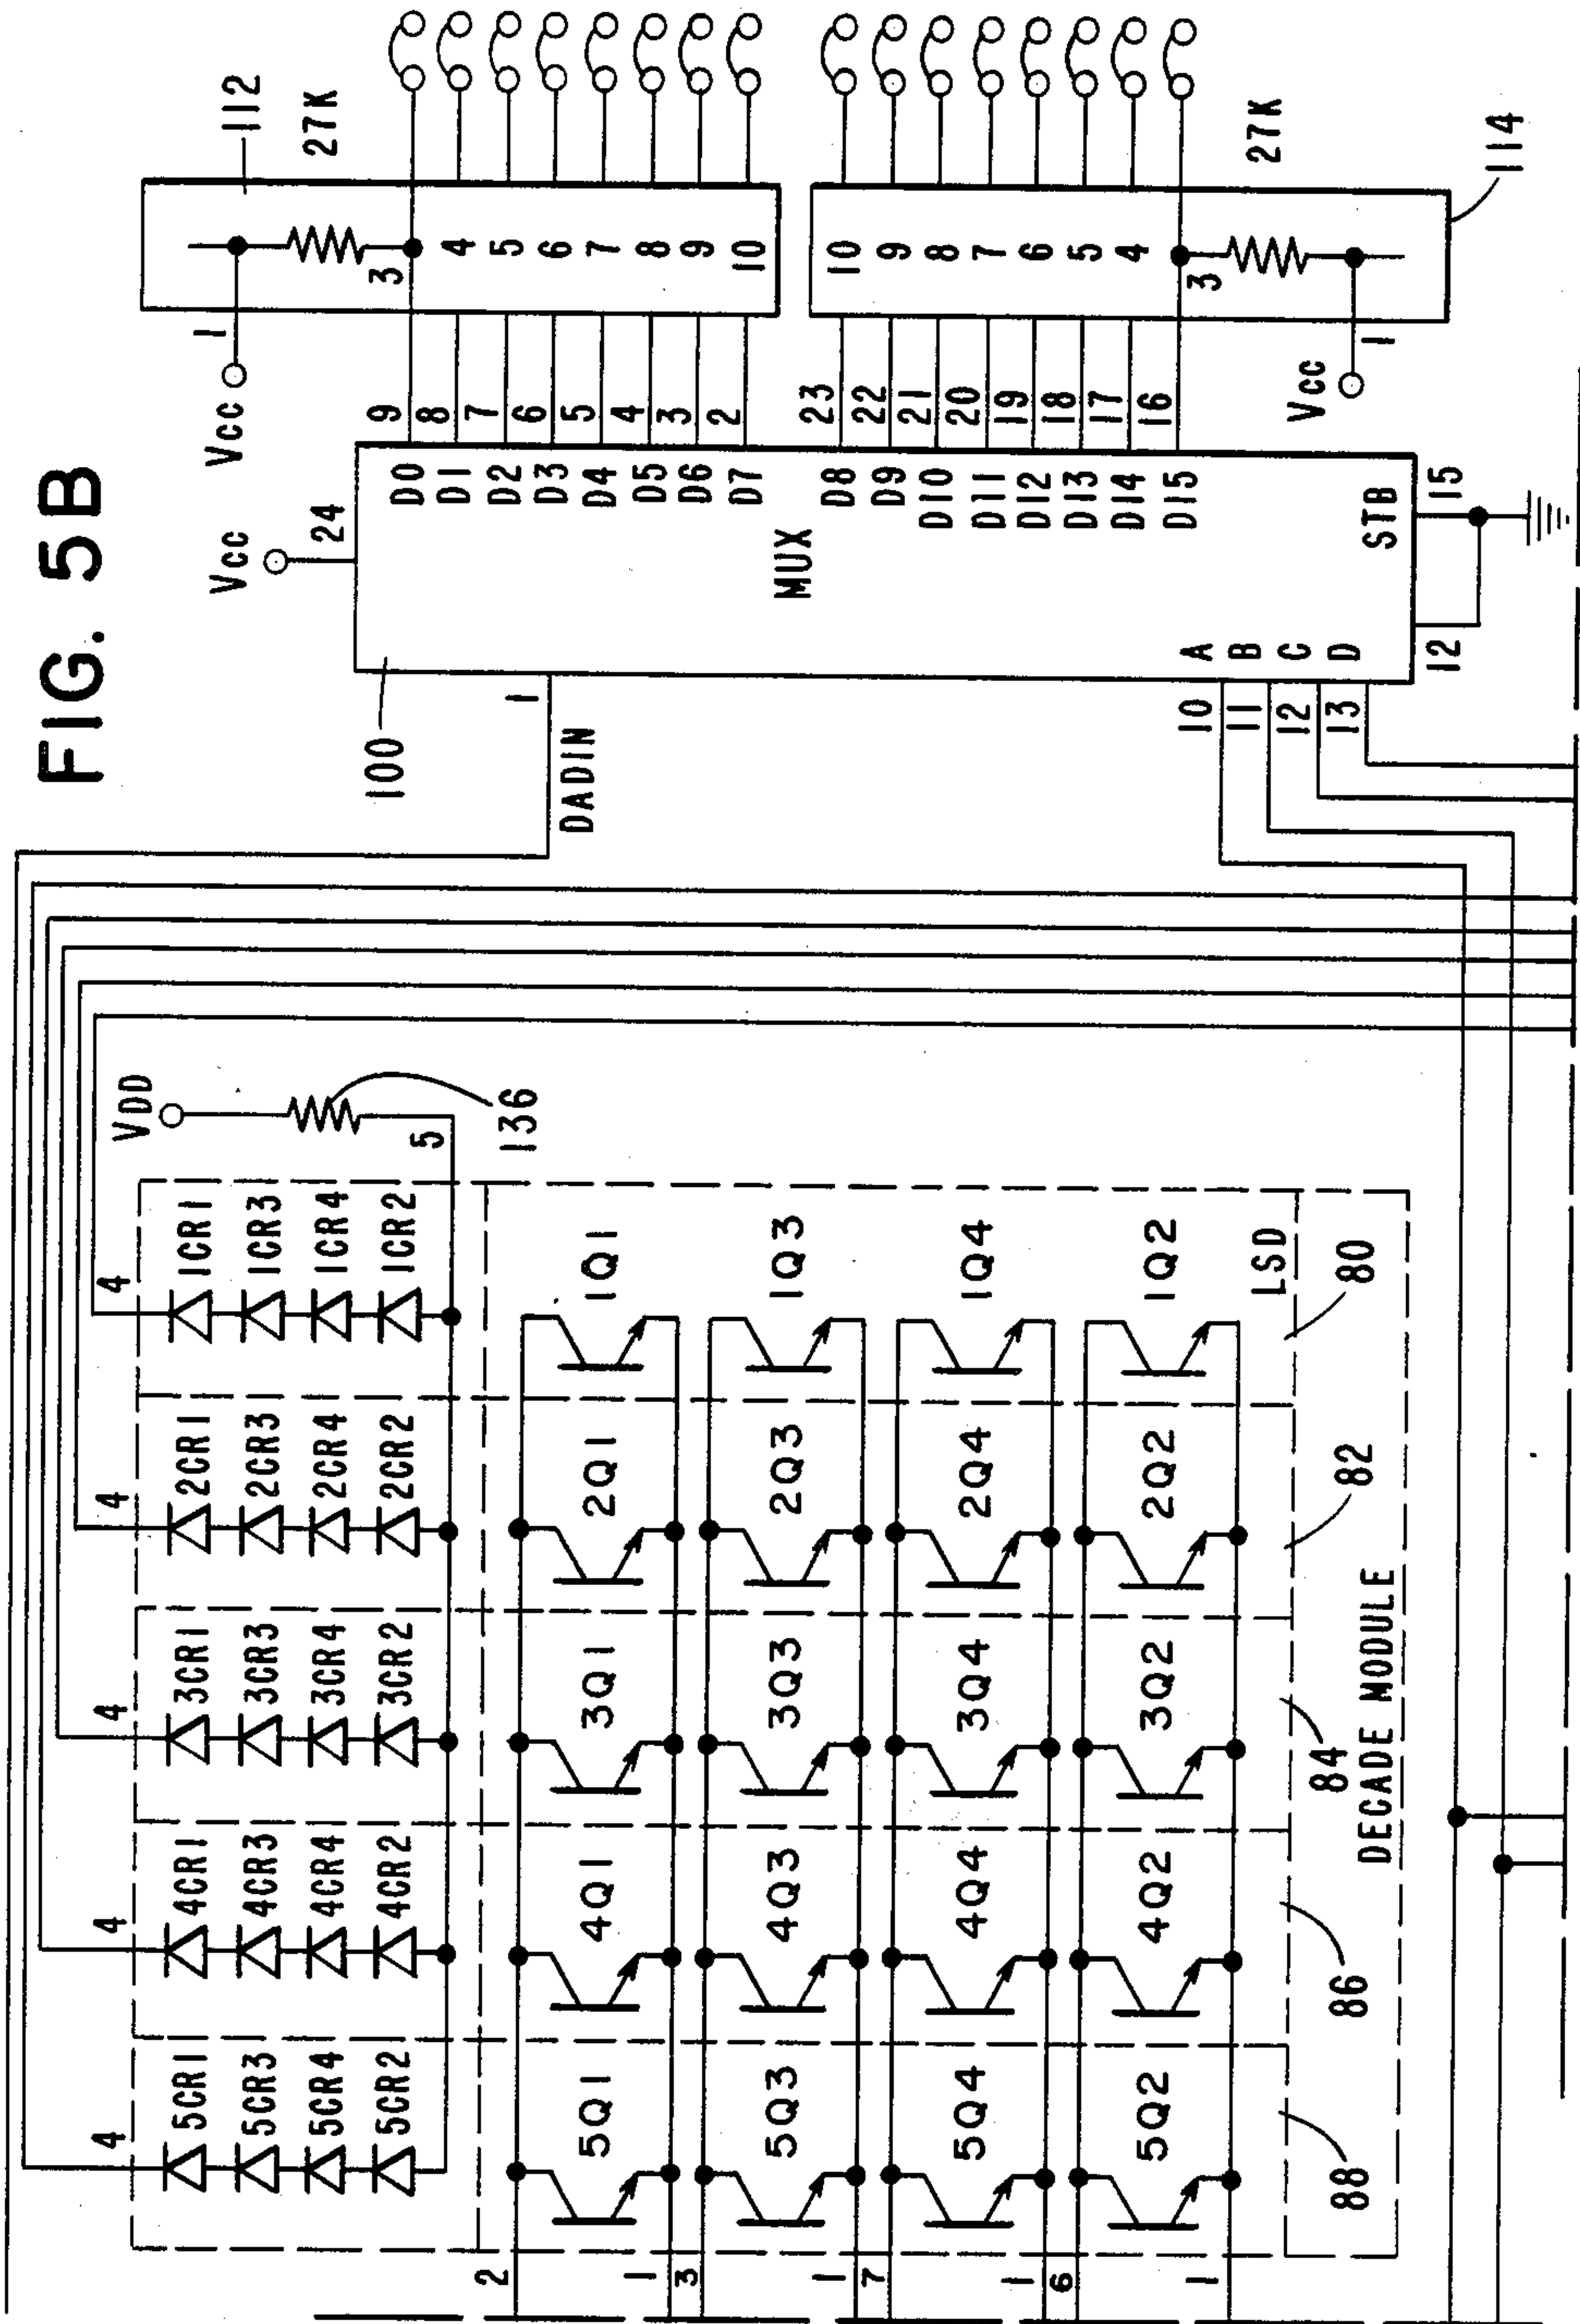 FIG. 5B
5CR1
5CR3
5CR4
5CR2
4
4CR1
4CR3
4CR4
4CR2
4
3CR1
3CR3
3CR4
3CR2
4
2CR1
2CR3
2CR4
2CR2
4
1CR1
1CR3
1CR4
1CR2
4
VDD
5
136
2
5Q1
4Q1
3Q1
2Q1
1Q1
1
3
5Q3
4Q3
3Q3
2Q3
1Q3
1
7
5Q4
4Q4
3Q4
2Q4
1Q4
1
6
5Q2
4Q2
3Q2
2Q2
1Q2
1
LSD
88
86
84
82
80
DECADE MODULE
100
DADIN
1
Vcc
24
MUX
D0
D1
D2
D3
D4
D5
D6
D7
D8
D9
D10
D11
D12
D13
D14
D15
A
B
C
D
10
11
12
13
STB
12
15
9
8
7
6
5
4
3
2
23
22
21
20
19
18
17
16
Vcc
1
3
4
5
6
7
8
9
10
112
27K
10
9
8
7
6
5
4
3
Vcc
1
27K
114